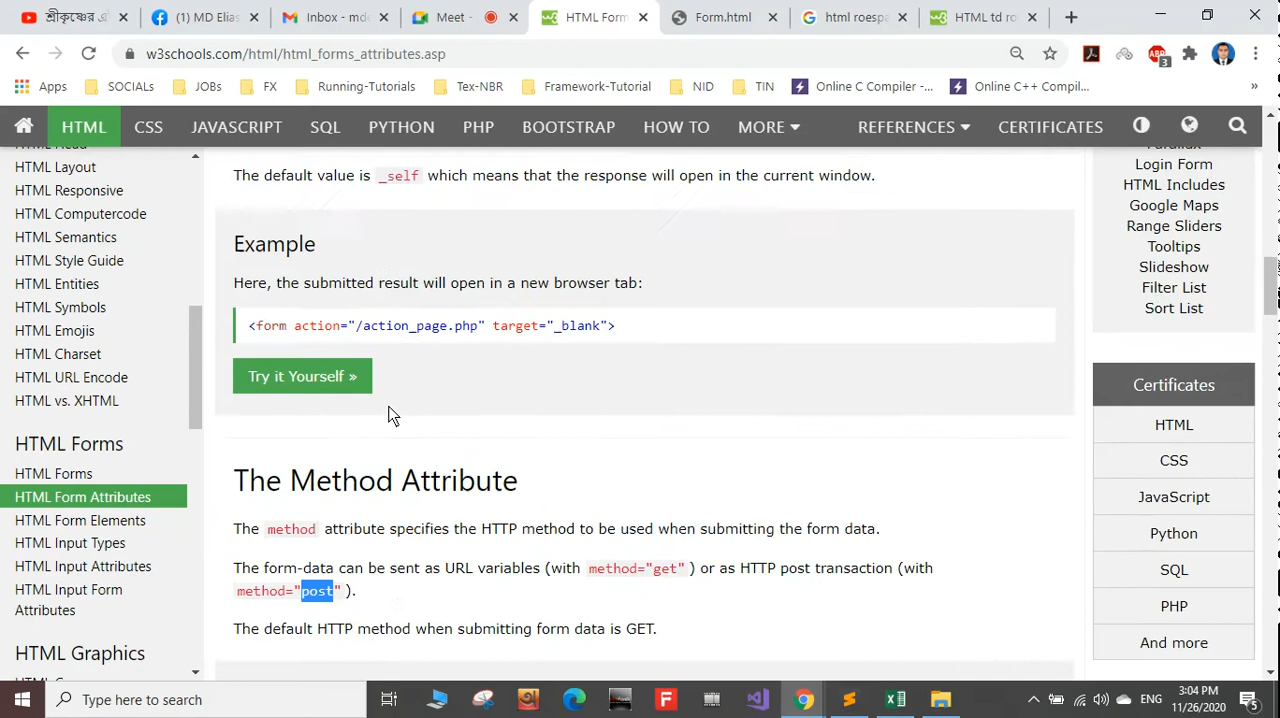 শ্রীকৃষ্ণের
(1) MD Elias
Inbox - mde
Meet -
HTML Form
Form.html
html roespa
HTML td ro
w3schools.com/html/html_forms_attributes.asp
3
Apps
SOCIALs
JOBs
FX
Running-Tutorials
Tex-NBR
Framework-Tutorial
NID
TIN
Online C Compiler -...
Online C++ Compil...
»
HTML
CSS
JAVASCRIPT
SQL
PYTHON
PHP
BOOTSTRAP
HOW TO
MORE
REFERENCES
CERTIFICATES
HTML Head
HTML Layout
HTML Responsive
HTML Computercode
HTML Semantics
HTML Style Guide
HTML Entities
HTML Symbols
HTML Emojis
HTML Charset
HTML URL Encode
HTML vs. XHTML
HTML Forms
HTML Forms
HTML Form Attributes
HTML Form Elements
HTML Input Types
HTML Input Attributes
HTML Input Form
Attributes
HTML Graphics
The default value is _self which means that the response will open in the current window.
Example
Here, the submitted result will open in a new browser tab:
<form action="/action_page.php" target="_blank">
Try it Yourself »
The Method Attribute
The method attribute specifies the HTTP method to be used when submitting the form data.
The form-data can be sent as URL variables (with method="get" ) or as HTTP post transaction (with
method="post" ).
The default HTTP method when submitting form data is GET.
Parallax
Login Form
HTML Includes
Google Maps
Range Sliders
Tooltips
Slideshow
Filter List
Sort List
Certificates
HTML
CSS
JavaScript
Python
SQL
PHP
And more
Type here to search
ENG
3:04 PM
11/26/2020
5